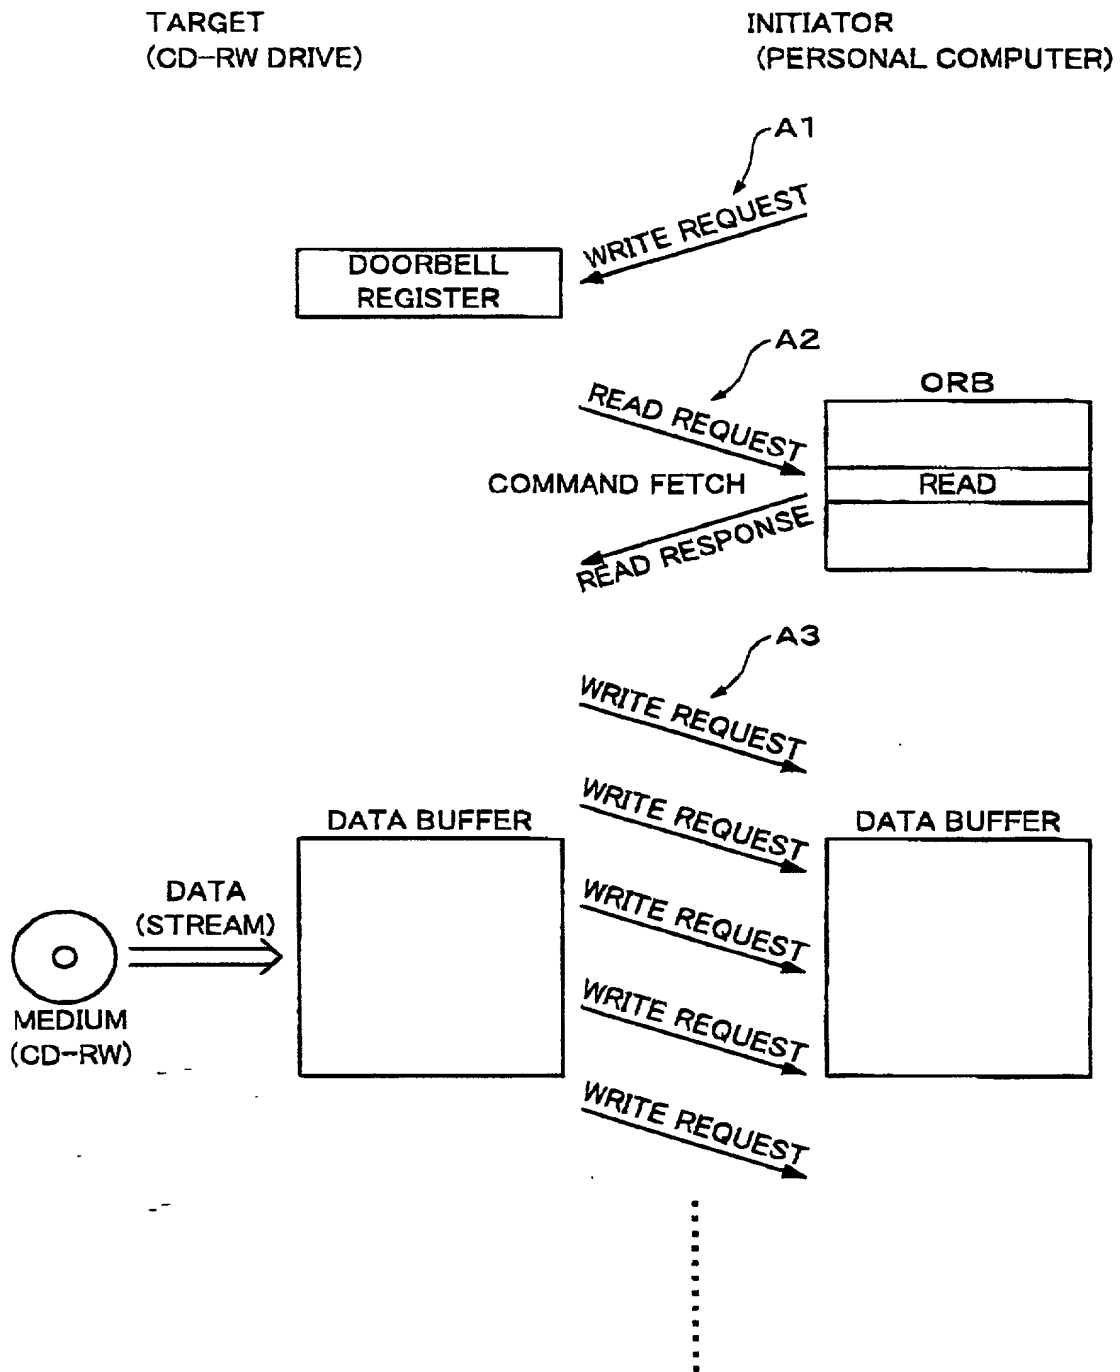 TARGET
(CD-RW DRIVE)
INITIATOR
(PERSONAL COMPUTER)
A1
WRITE REQUEST
DOORBELL
REGISTER
A2
READ REQUEST
ORB
COMMAND FETCH
READ
READ RESPONSE
A3
WRITE REQUEST
WRITE REQUEST
DATA BUFFER
DATA BUFFER
DATA
(STREAM)
WRITE REQUEST
MEDIUM
(CD-RW)
WRITE REQUEST
WRITE REQUEST